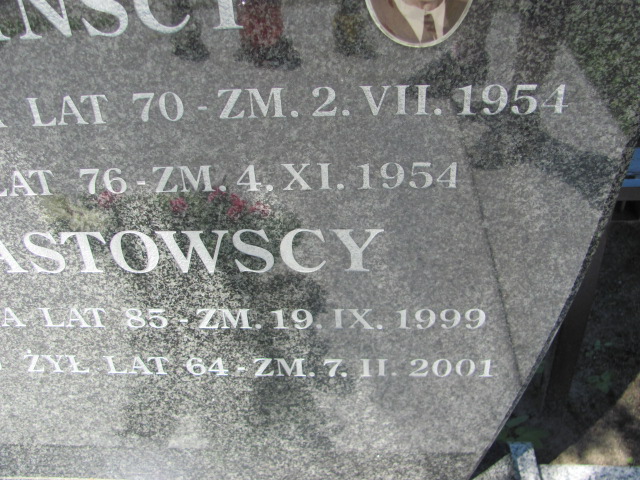 INSCY
A LAT 70 - ZM. 2. VII. 1954
LAT 76 - ZM. 4. XI. 1954
ASTOWSCY
A LAT 85 - ZM. 19. IX. 1999
ŻYŁ LAT 64 - ZM. 7. II. 2001